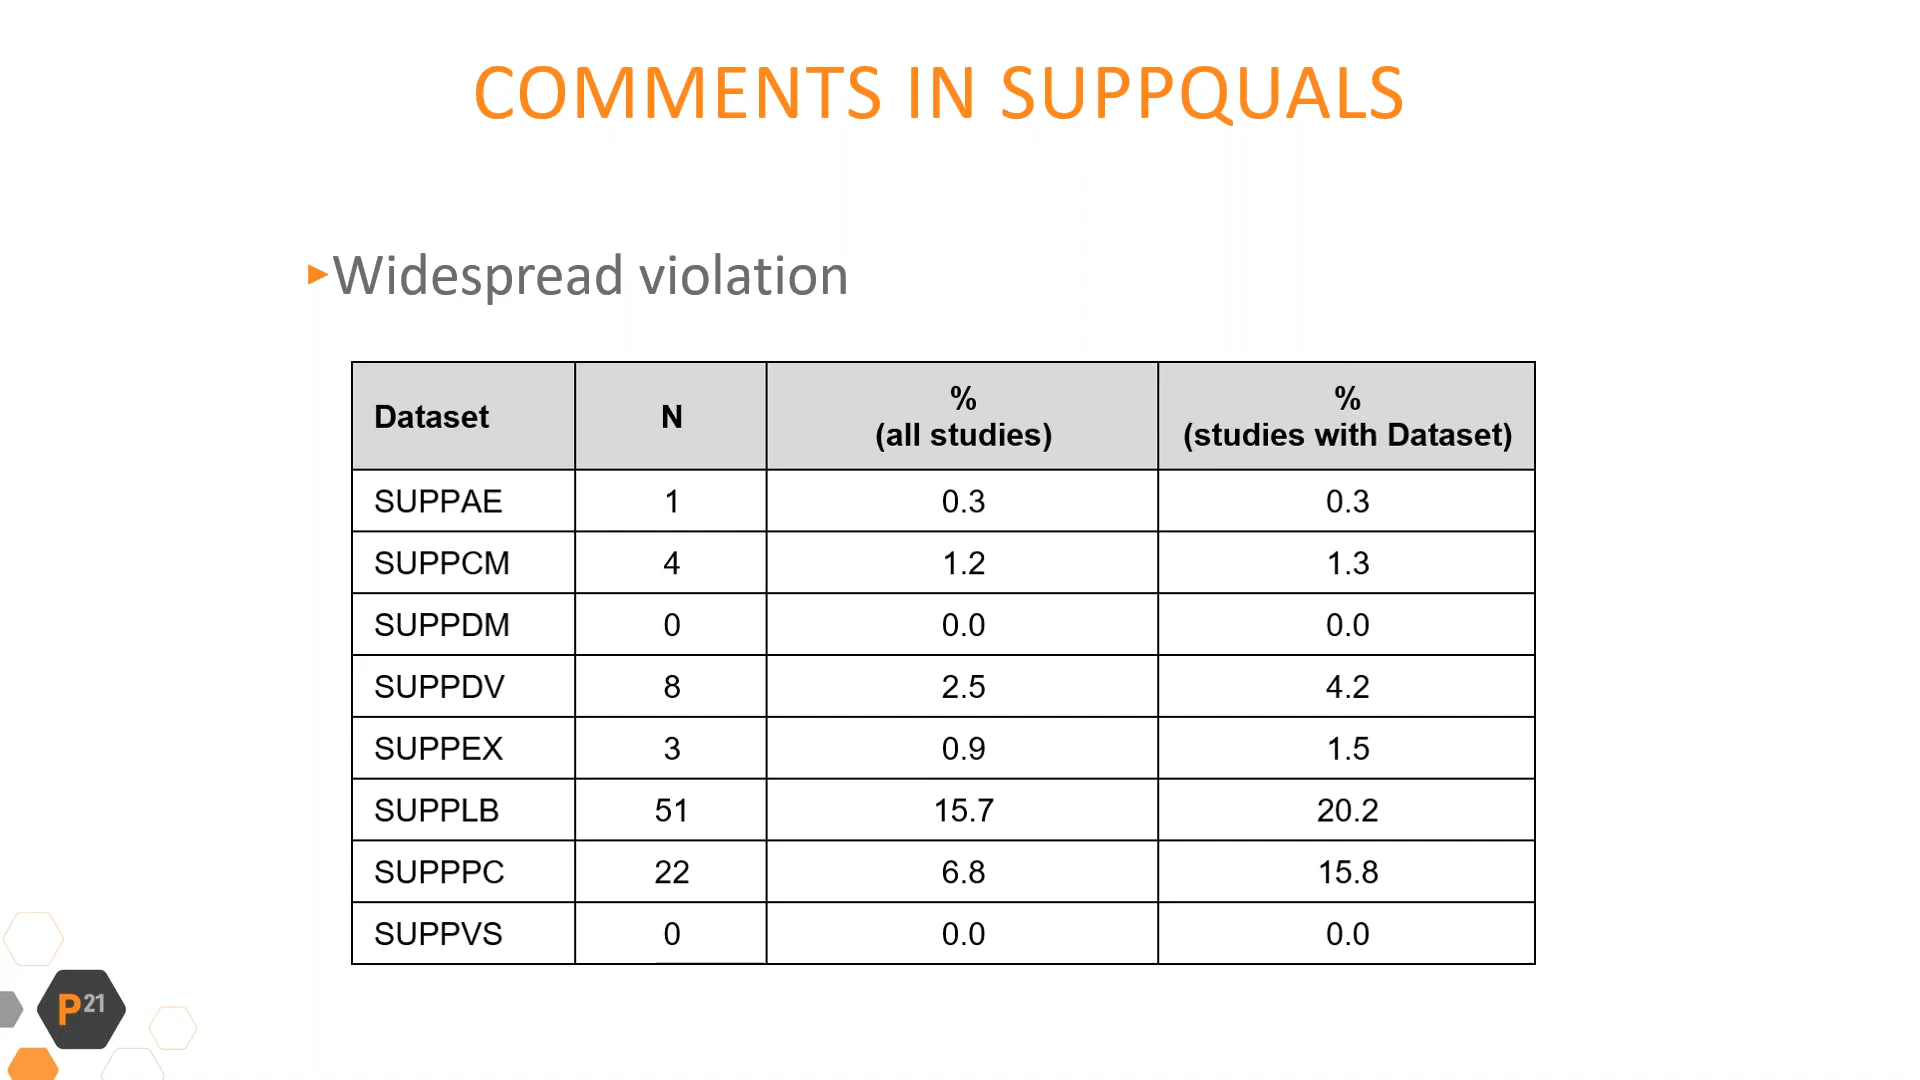 COMMENTS IN SUPPQUALS
▸Widespread violation
Dataset N % (all studies) % (studies with Dataset)
SUPPAE 1 0.3 0.3
SUPPCM 4 1.2 1.3
SUPPDM 0 0.0 0.0
SUPPDV 8 2.5 4.2
SUPPEX 3 0.9 1.5
SUPPLB 51 15.7 20.2
SUPPPC 22 6.8 15.8
SUPPVS 0 0.0 0.0
P21